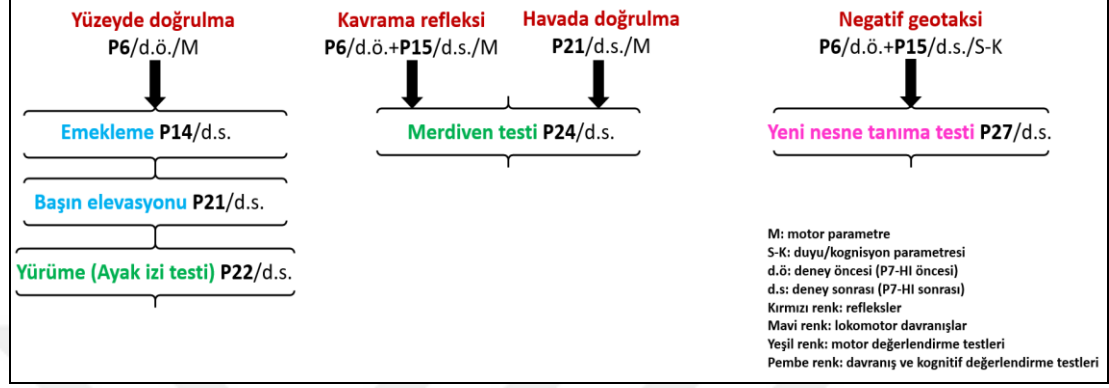 Yüzeyde doğrulma
P6/d.ö./M
Emekleme P14/d.s.
Başın elevasyonu P21/d.s.
Yürüme (Ayak izi testi) P22/d.s.
Kavrama refleksi
P6/d.ö.+P15/d.s./M
Havada doğrulma
P21/d.s./M
Merdiven testi P24/d.s.
Negatif geotaksi
P6/d.ö.+P15/d.s./S-K
Yeni nesne tanıma testi P27/d.s.
M: motor parametre
S-K: duyu/kognisyon parametresi
d.ö: deney öncesi (P7-HI öncesi)
d.s: deney sonrası (P7-HI sonrası)
Kırmızı renk: refleksler
Mavi renk: lokomotor davranışlar
Yeşil renk: motor değerlendirme testleri
Pembe renk: davranış ve kognitif değerlendirme testleri